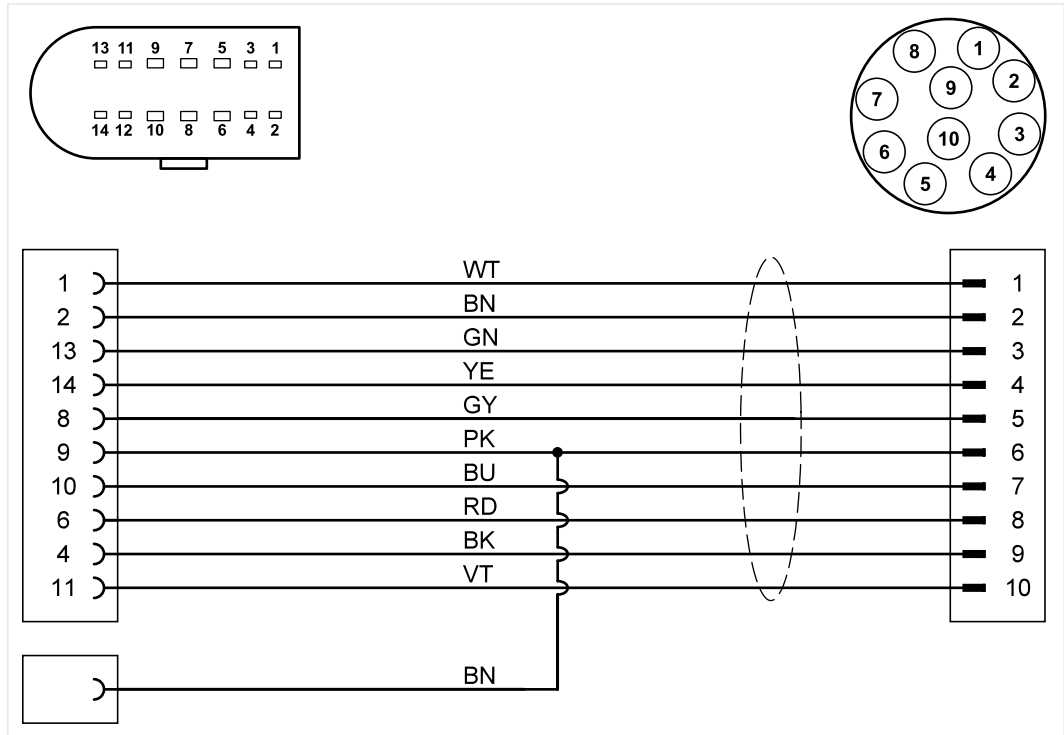 13 11 9 7 5 3 1
14 12 10 8 6 4 2
8 1
7 9 2
6 10 3
5 4
1 WT 1
2 BN 2
13 GN 3
14 YE 4
8 GY 5
9 PK 6
10 BU 7
6 RD 8
4 BK 9
11 VT 10
BN